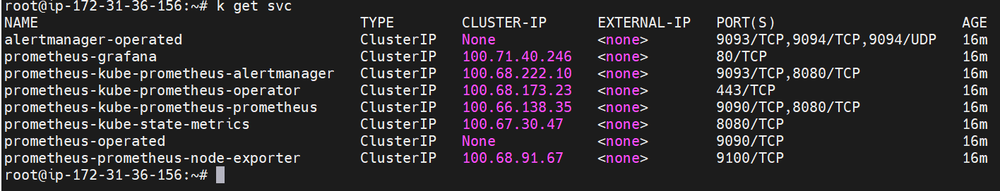 root@ip-172-31-36-156:~# k get svc
NAME TYPE CLUSTER-IP EXTERNAL-IP PORT(S) AGE
alertmanager-operated ClusterIP None <none> 9093/TCP,9094/TCP,9094/UDP 16m
prometheus-grafana ClusterIP 100.71.40.246 <none> 80/TCP 16m
prometheus-kube-prometheus-alertmanager ClusterIP 100.68.222.10 <none> 9093/TCP,8080/TCP 16m
prometheus-kube-prometheus-operator ClusterIP 100.68.173.23 <none> 443/TCP 16m
prometheus-kube-prometheus-prometheus ClusterIP 100.66.138.35 <none> 9090/TCP,8080/TCP 16m
prometheus-kube-state-metrics ClusterIP 100.67.30.47 <none> 8080/TCP 16m
prometheus-operated ClusterIP None <none> 9090/TCP 16m
prometheus-prometheus-node-exporter ClusterIP 100.68.91.67 <none> 9100/TCP 16m
root@ip-172-31-36-156:~#